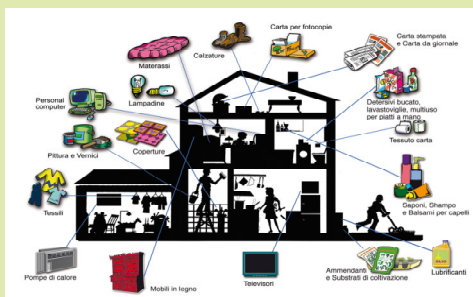 Carta per fotocopie
Calzature
Materassi
Carta stampata
e Carta da giornale
Lampadine
Personal
computer
Detersivi bucato,
lavastoviglie, multiuso
per piatti a mano
Tessuto carta
Pittura e Vernici
Coperture
Tessili
Saponi, Shampo
e Balsami per capelli
Pompe di calore
Mobili in legno
Televisori
Ammendanti
e Substrati di coltivazione
Lubrificanti